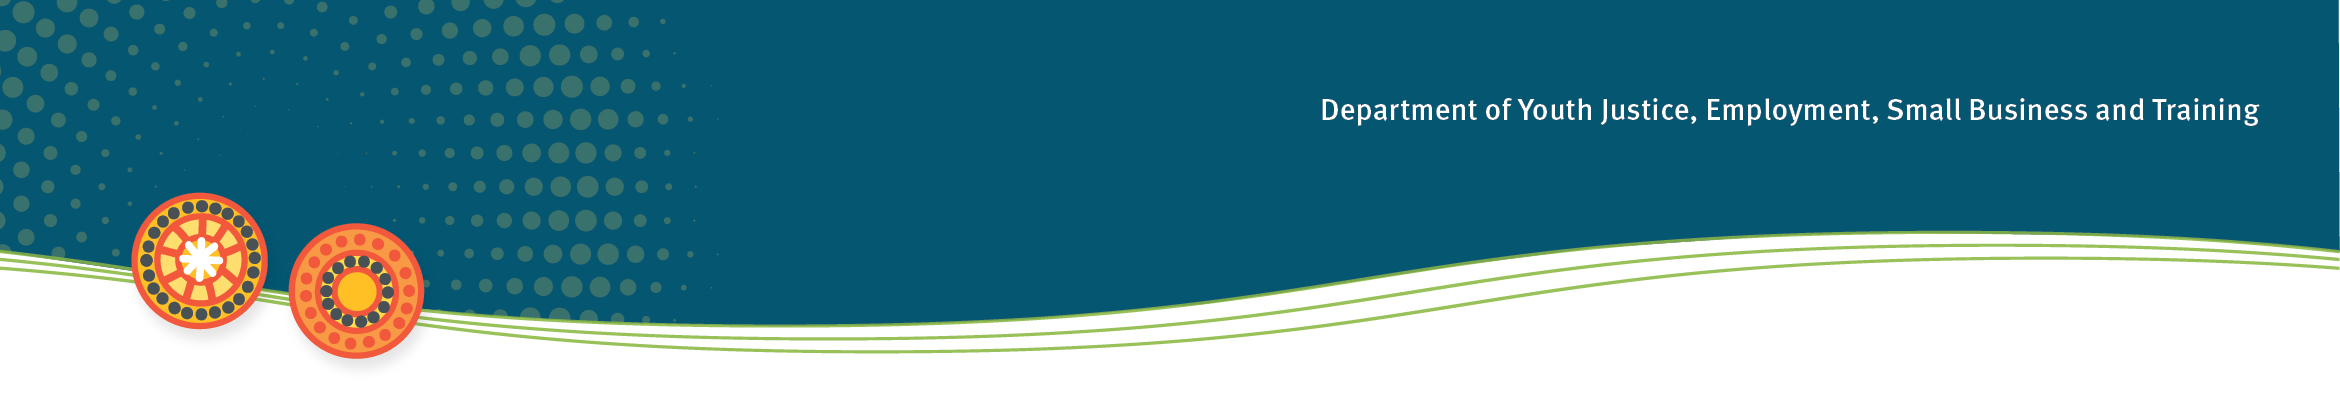 Department of Youth Justice, Employment, Small Business and Training